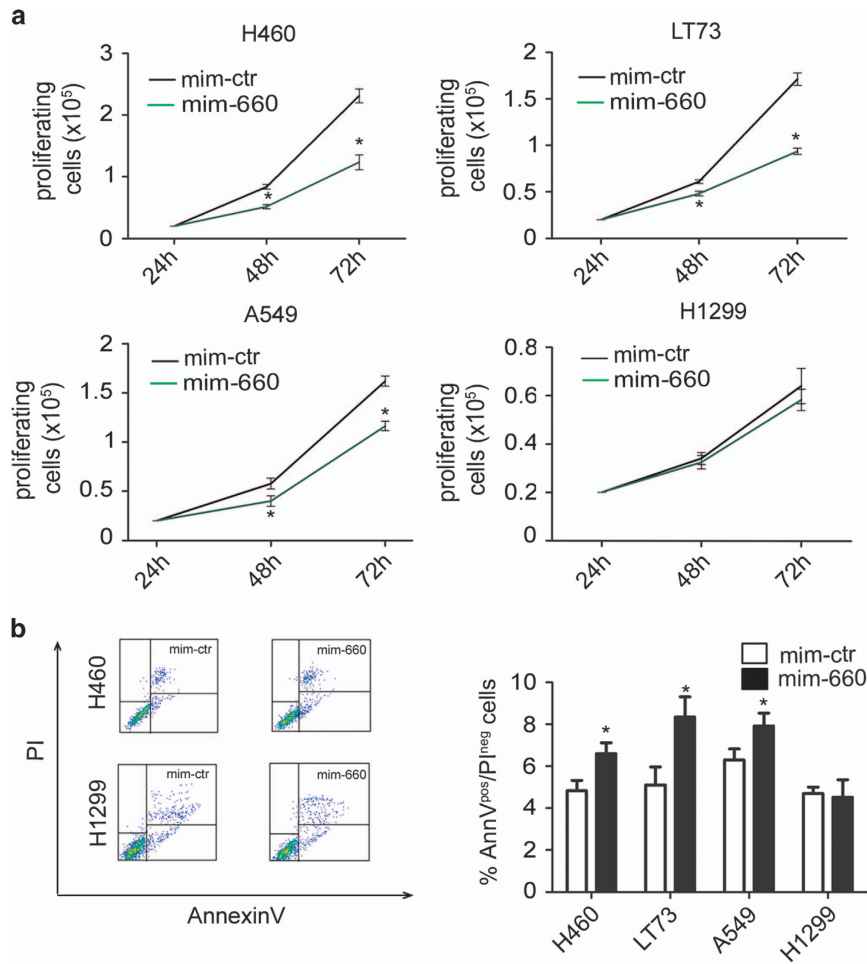 a
H460
proliferating
cells (x10⁵)
3
2
1
0
mim-ctr
mim-660
24h
48h
72h
*
*
LT73
proliferating
cells (x10⁵)
2
1.5
1
0.5
0
mim-ctr
mim-660
24h
48h
72h
*
*
A549
proliferating
cells (x10⁵)
2
1.5
1
0.5
0
mim-ctr
mim-660
24h
48h
72h
*
*
H1299
proliferating
cells (x10⁵)
0.8
0.6
0.4
0.2
0
mim-ctr
mim-660
24h
48h
72h
b
PI
H460
mim-ctr
mim-660
H1299
mim-ctr
mim-660
AnnexinV
mim-ctr
mim-660
% AnnVᵖᵒˢ/PIⁿᵉᵍ cells
10
8
6
4
2
0
*
*
*
H460
LT73
A549
H1299